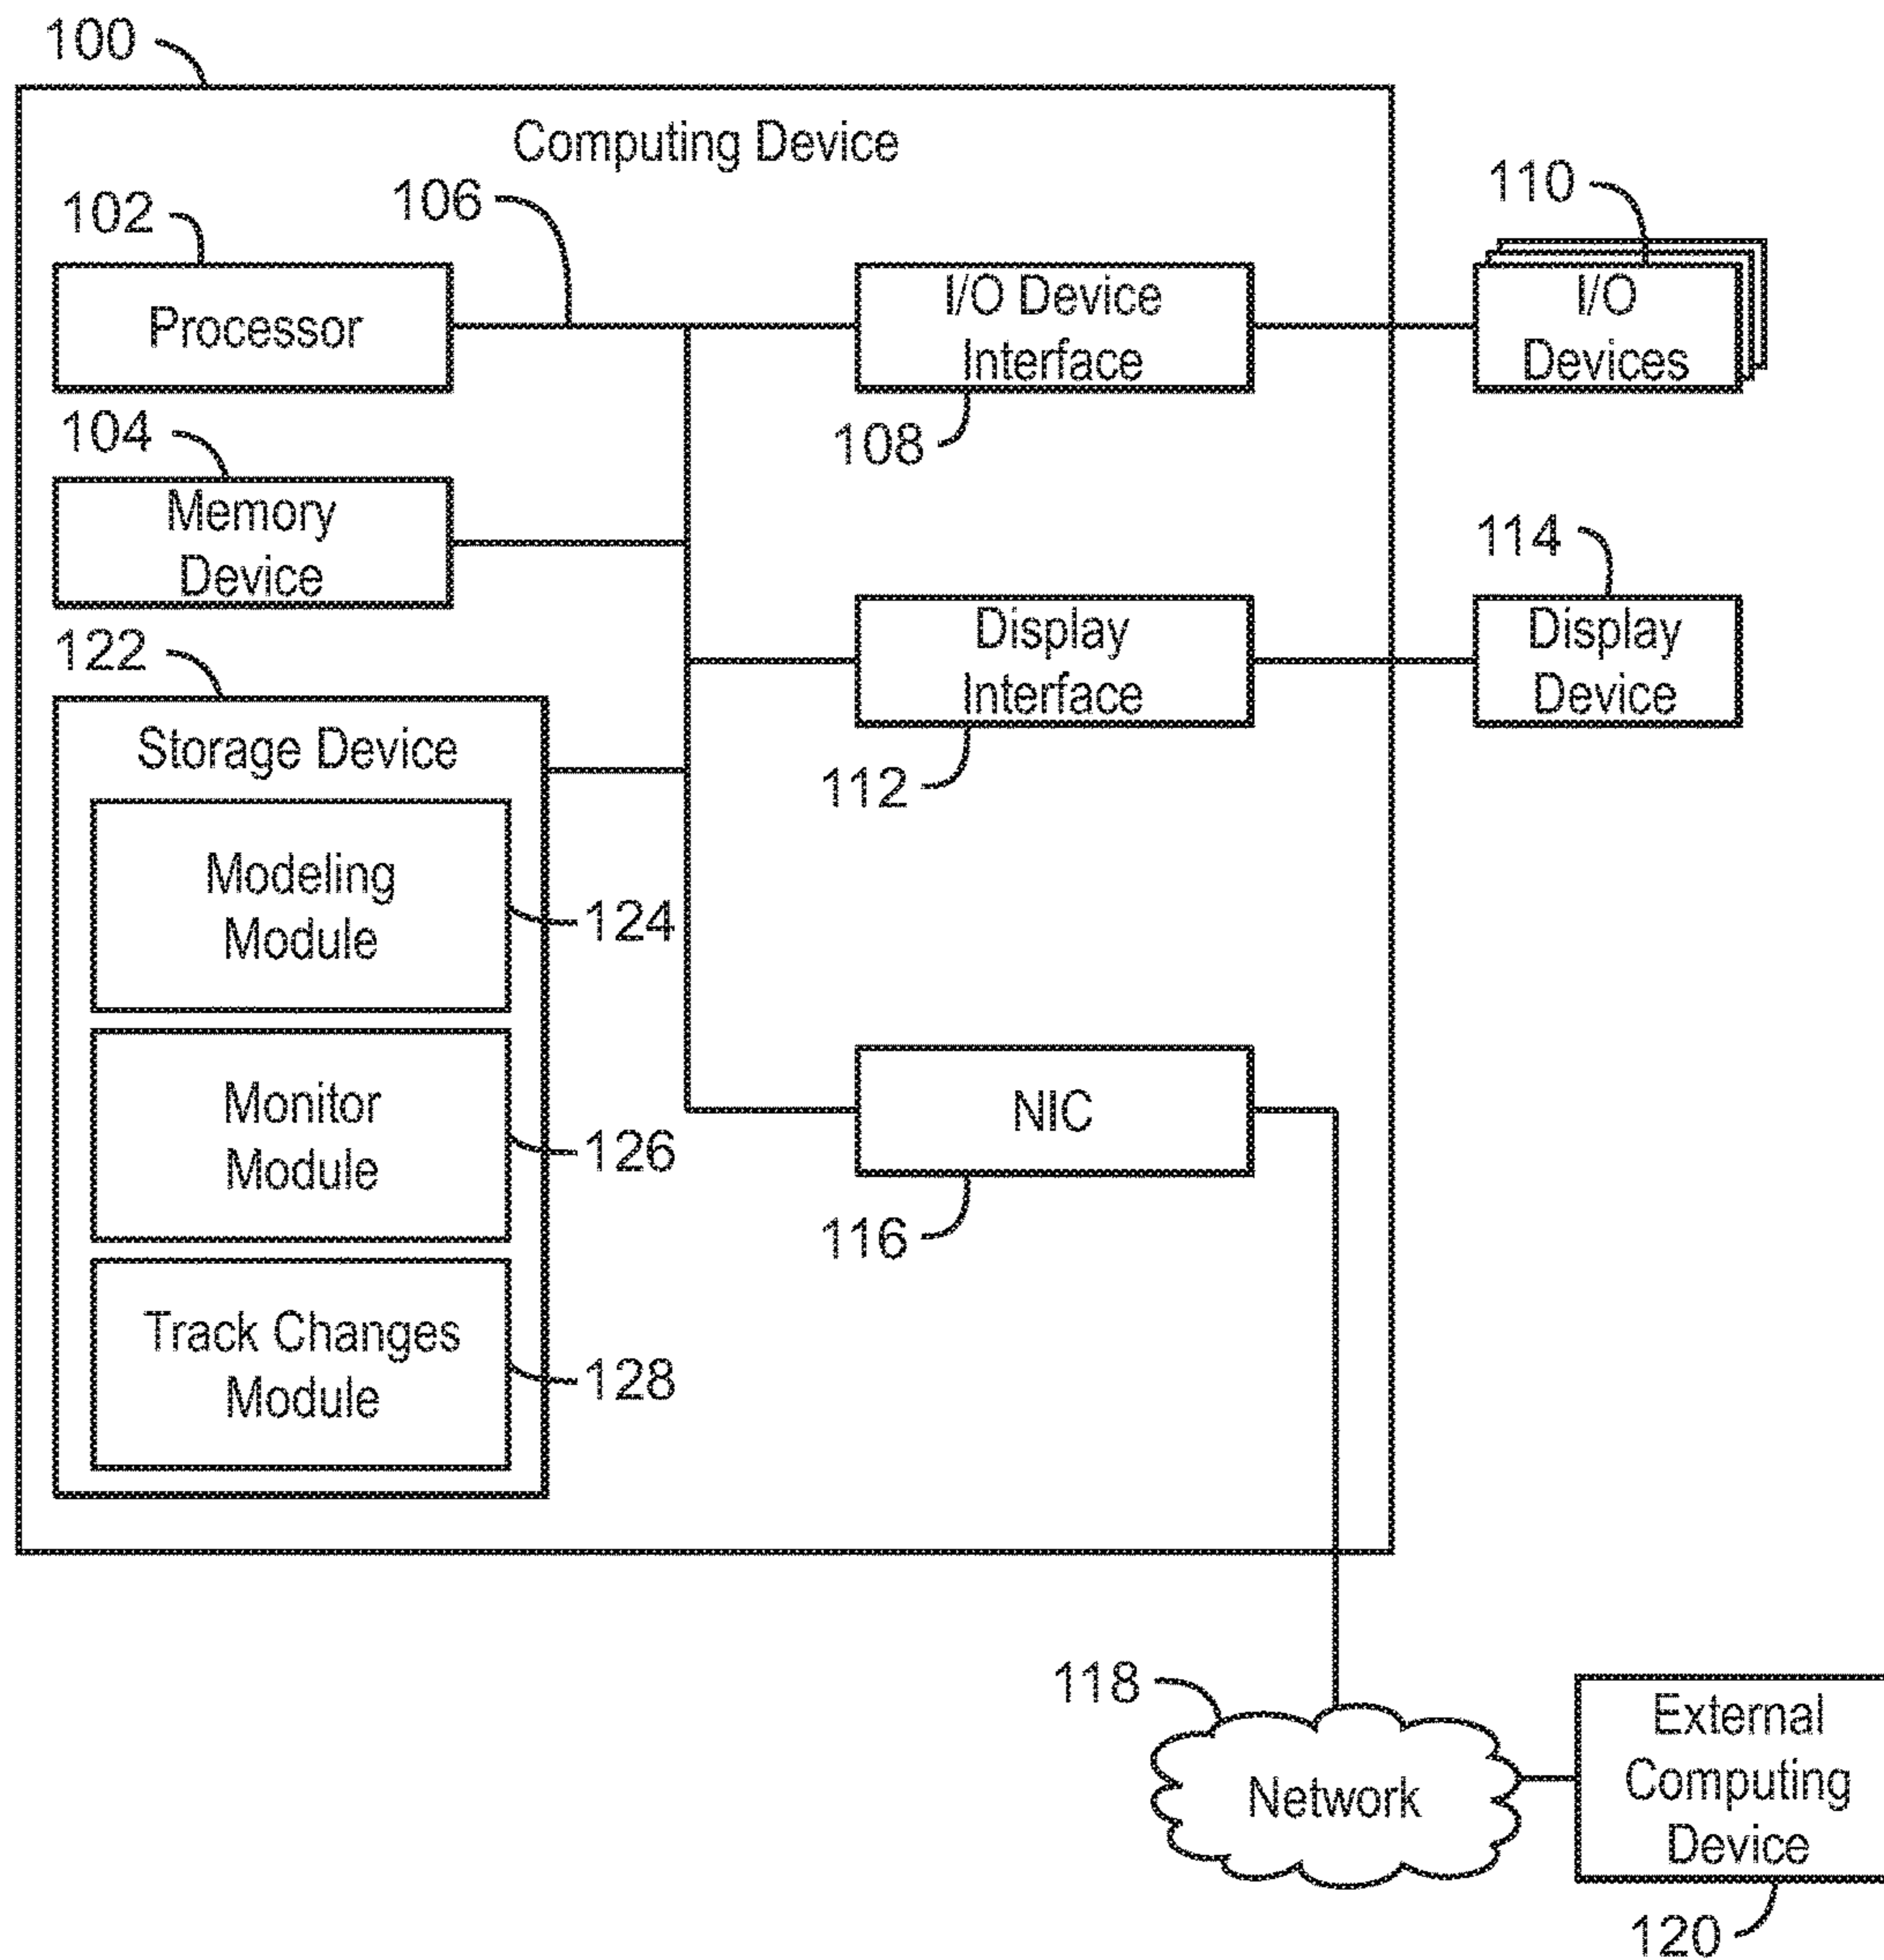 100
Computing Device
102
106
110
Processor
I/O Device
Interface
I/O
Devices
104
108
Memory
Device
114
122
Display
Interface
Display
Device
Storage Device
112
Modeling
Module
124
Monitor
Module
126
NIC
116
Track Changes
Module
128
118
Network
External
Computing
Device
120